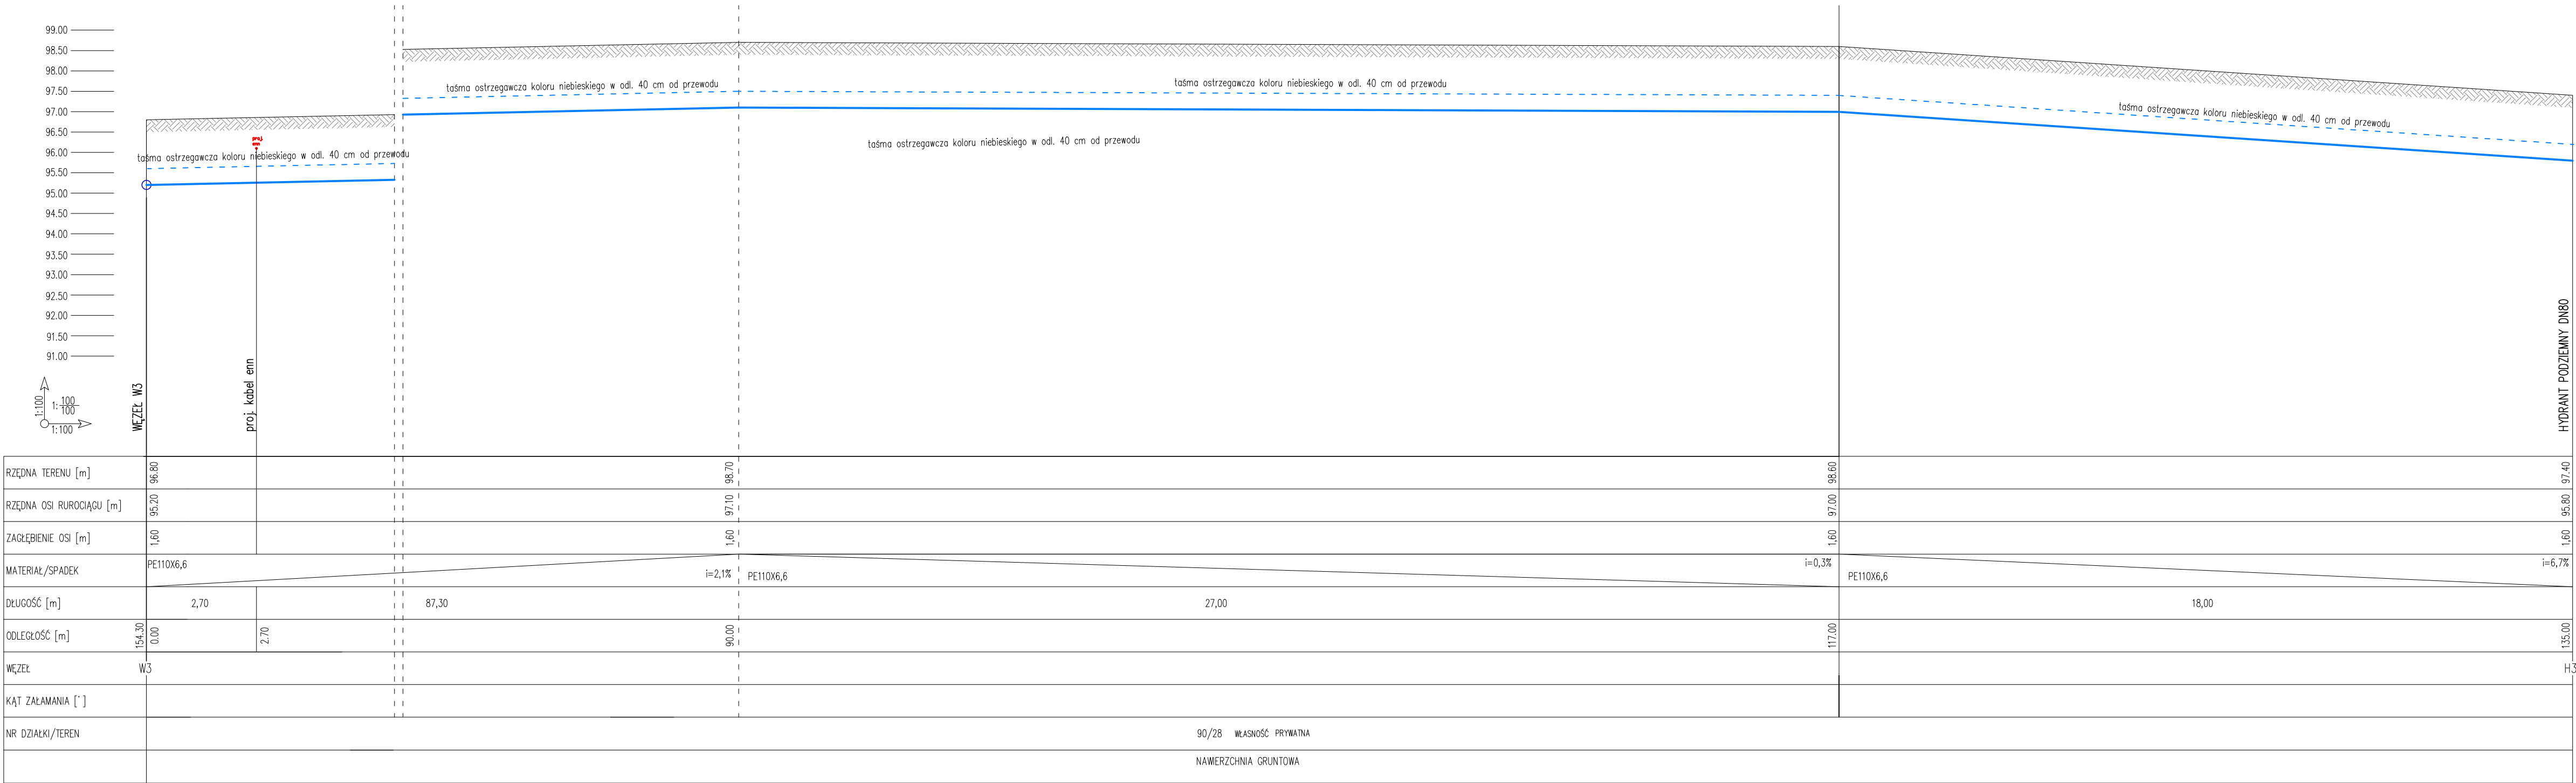 99.00
98.50
98.00
97.50
97.00
96.50
96.00
95.50
95.00
94.50
94.00
93.50
93.00
92.50
92.00
91.50
91.00
taśma ostrzegawcza koloru niebieskiego w odl. 40 cm od przewodu
taśma ostrzegawcza koloru niebieskiego w odl. 40 cm od przewodu
taśma ostrzegawcza koloru niebieskiego w odl. 40 cm od przewodu
taśma ostrzegawcza koloru niebieskiego w odl. 40 cm od przewodu
taśma ostrzegawcza koloru niebieskiego w odl. 40 cm od przewodu
proj.
enn
1:100
1: 100/100
1:100
WĘZEŁ W3
proj. kabel enn
HYDRANT PODZIEMNY DN80
RZĘDNA TERENU [m] 96.80 98.70 98.60 97.40
RZĘDNA OSI RUROCIĄGU [m] 95.20 97.10 97.00 95.80
ZAGŁĘBIENIE OSI [m] 1,60 1,60 1,60 1,60
MATERIAŁ/SPADEK PE110X6,6 i=2,1% PE110X6,6 i=0,3% PE110X6,6 i=6,7%
DŁUGOŚĆ [m] 2,70 87,30 27,00 18,00
ODLEGŁOŚĆ [m] 154.30 0.00 2.70 90.00 117.00 135.00
WĘZEŁ W3 H3
KĄT ZAŁAMANIA [°]
NR DZIAŁKI/TEREN 90/28 WŁASNOŚĆ PRYWATNA
NAWIERZCHNIA GRUNTOWA